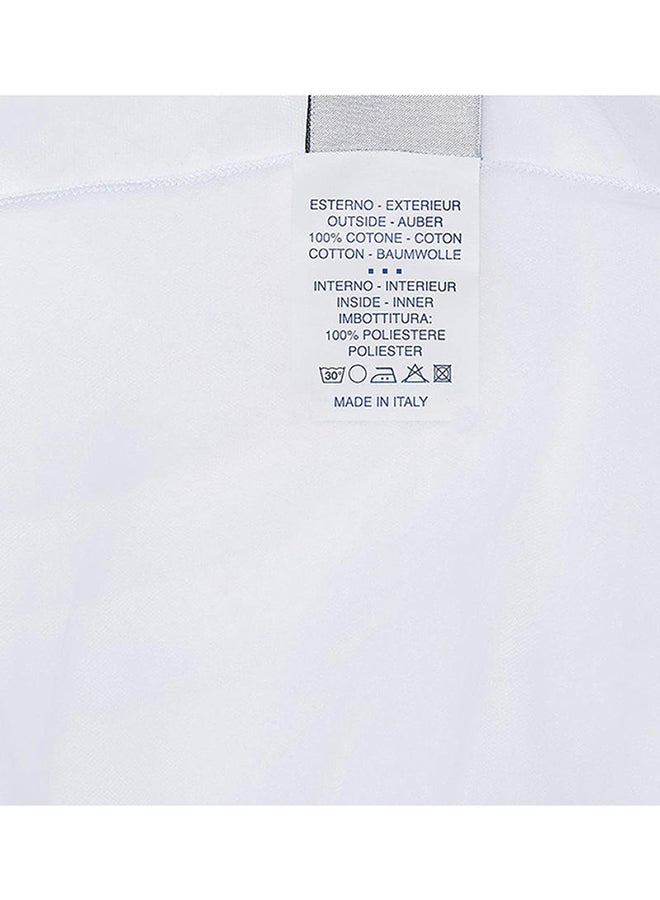 ESTERNO - EXTERIEUR
OUTSIDE - AUBER
100% COTONE - COTON
COTTON - BAUMWOLLE
INTERNO - INTERIEUR
INSIDE - INNER
IMBOTTITURA:
100% POLIESTERE
POLIESTER
30°
MADE IN ITALY